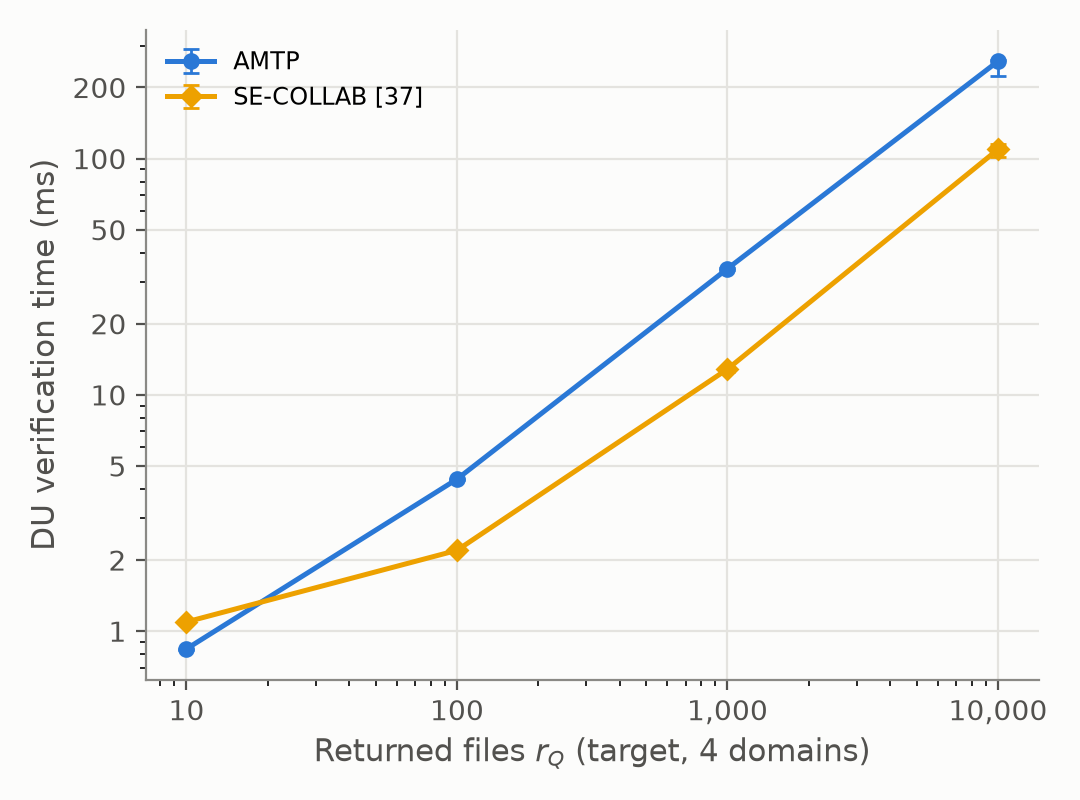 AMTP
SE-COLLAB [37]
DU verification time (ms)
200
100
50
20
10
5
2
1
10 100 1,000 10,000
Returned files r_Q (target, 4 domains)